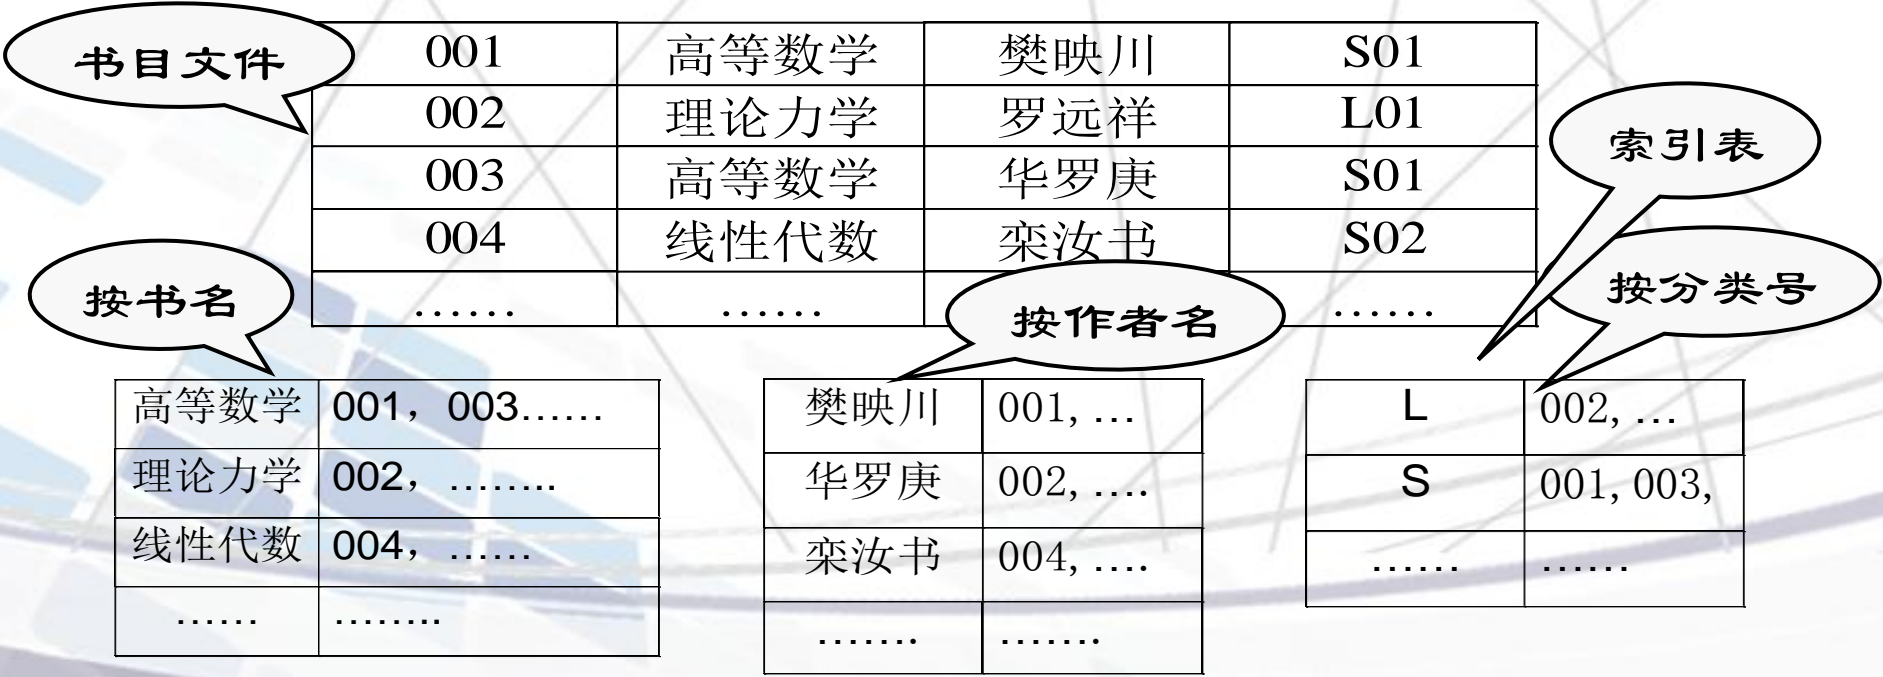 书目文件
001 高等数学 樊映川 S01
002 理论力学 罗远祥 L01
003 高等数学 华罗庚 S01
004 线性代数 栾汝书 S02
…… …… ……
索引表
按书名
按作者名
按分类号
高等数学 001，003……
理论力学 002，……..
线性代数 004，……
…… ……..
樊映川 001,…
华罗庚 002,….
栾汝书 004,….
……. …….
L 002,…
S 001,003,
…… ……